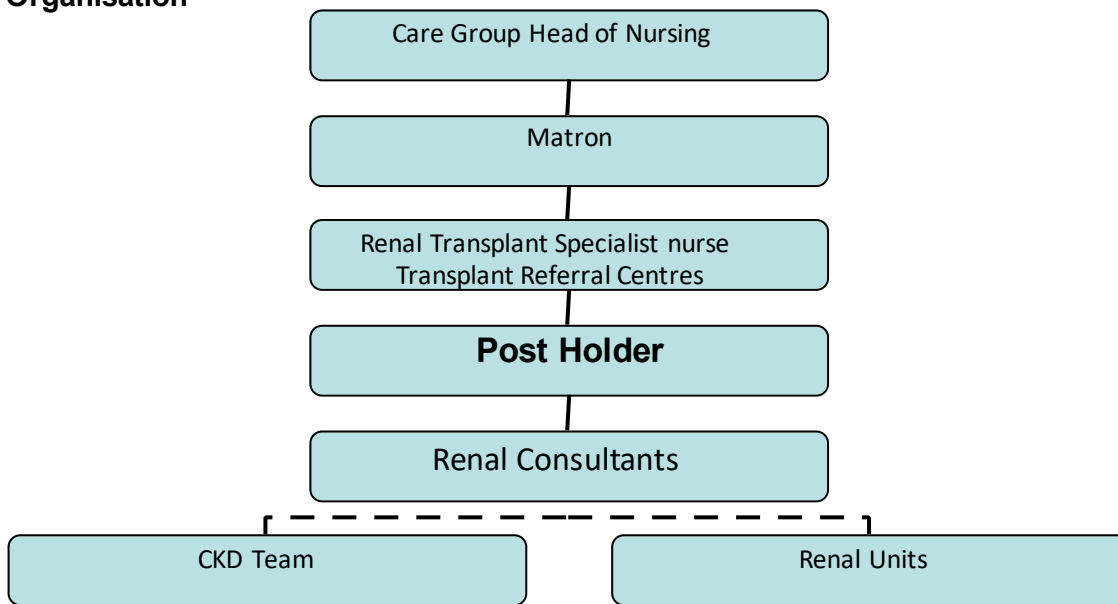 Organisation
Care Group Head of Nursing
Matron
Renal Transplant Specialist nurse
Transplant Referral Centres
Post Holder
Renal Consultants
CKD Team
Renal Units